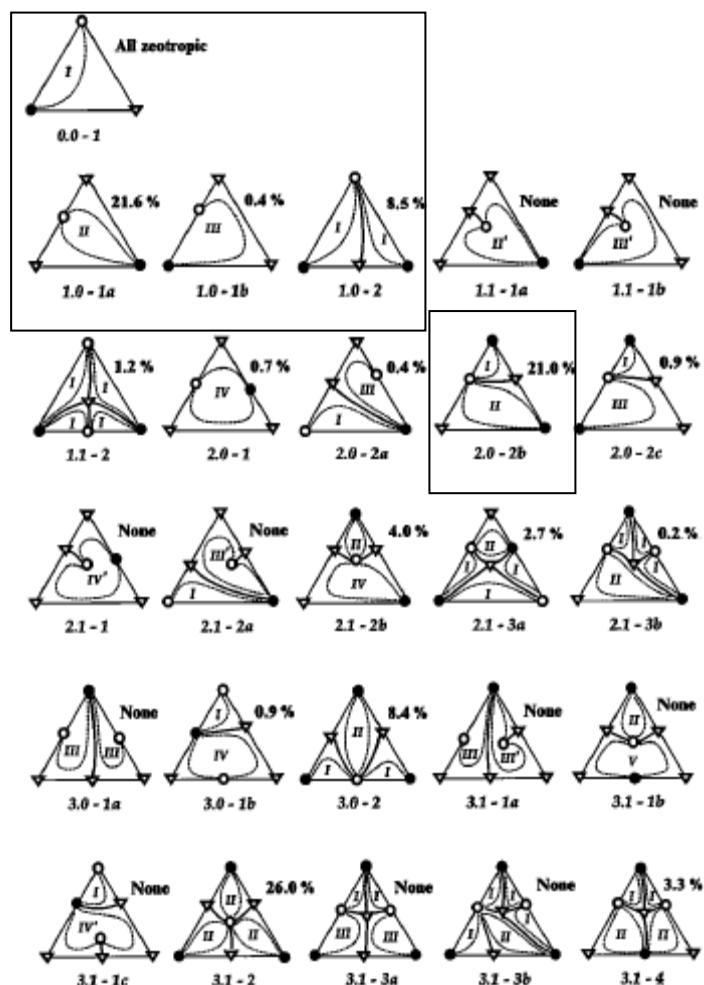 All zeotropic
I
0.0 - 1
21.6 %
II
1.0 - 1a
0.4 %
III
1.0 - 1b
8.5 %
I I
1.0 - 2
None
II'
1.1 - 1a
None
III'
1.1 - 1b
1.2 %
I I
I I
1.1 - 2
0.7 %
IV
2.0 - 1
0.4 %
III
I
2.0 - 2a
21.0 %
I
II
2.0 - 2b
0.9 %
I
III
2.0 - 2c
None
IV'
2.1 - 1
None
III'
I
2.1 - 2a
4.0 %
II
IV
2.1 - 2b
2.7 %
II
I I
I
2.1 - 3a
0.2 %
I I
I
II
2.1 - 3b
None
III III
3.0 - 1a
0.9 %
I
IV
3.0 - 1b
8.4 %
II
I I
3.0 - 2
None
III III'
3.1 - 1a
None
II
V
3.1 - 1b
None
I
IV'
3.1 - 1c
26.0 %
II
II II
3.1 - 2
None
I I
III III
3.1 - 3a
None
I I
I
I II
3.1 - 3b
3.3 %
I I
II II
3.1 - 4